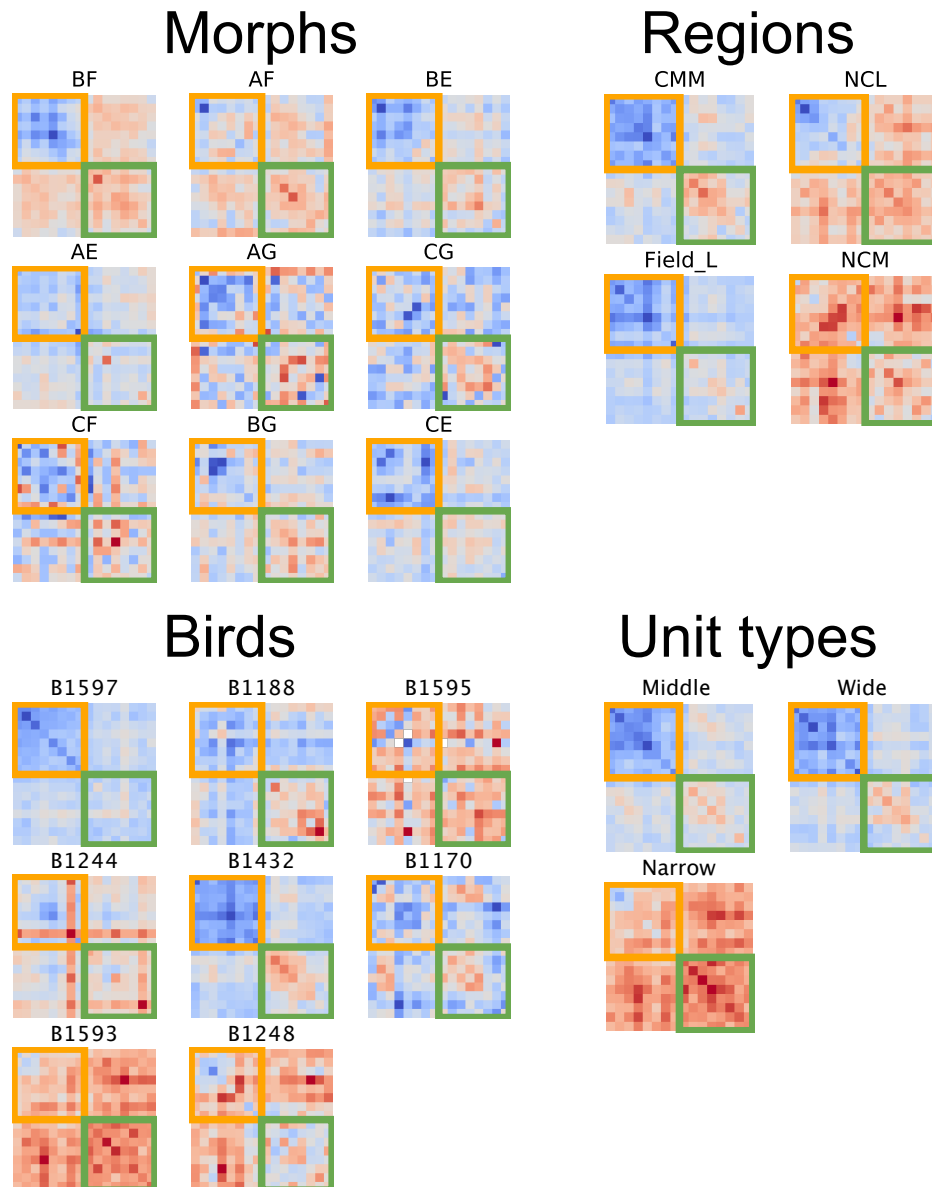 Morphs
Regions
BF AF BE
CMM NCL
AE AG CG
Field_L NCM
CF BG CE
Birds
Unit types
B1597 B1188 B1595
Middle Wide
B1244 B1432 B1170
Narrow
B1593 B1248